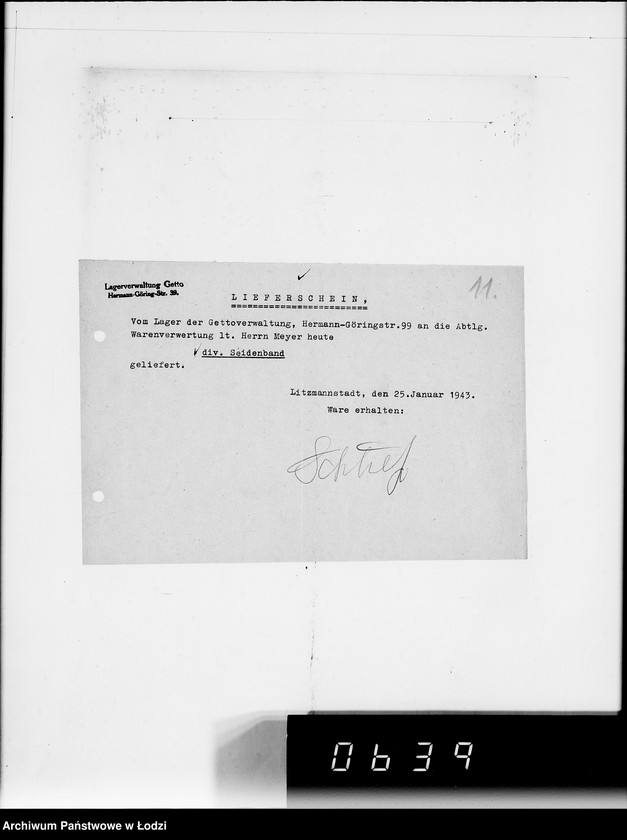 Lagerverwaltung Getto
Hermann-Göring-Str. 39.
11.
LIEFERSCHEIN,
Vom Lager der Gettoverwaltung, Hermann-Göringstr.99 an die Abtlg.
Warenverwertung lt. Herrn Meyer heute
div. Seidenband
geliefert.
Litzmannstadt, den 25.Januar 1943.
Ware erhalten:
0639
Archiwum Państwowe w Łodzi